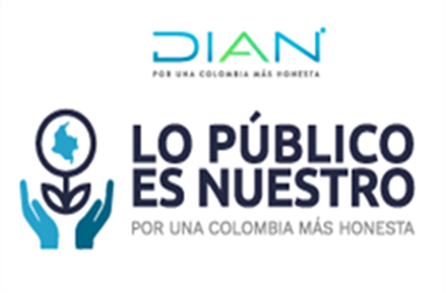 DIAN
POR UNA COLOMBIA MÁS HONESTA
LO PÚBLICO
ES NUESTRO
POR UNA COLOMBIA MÁS HONESTA